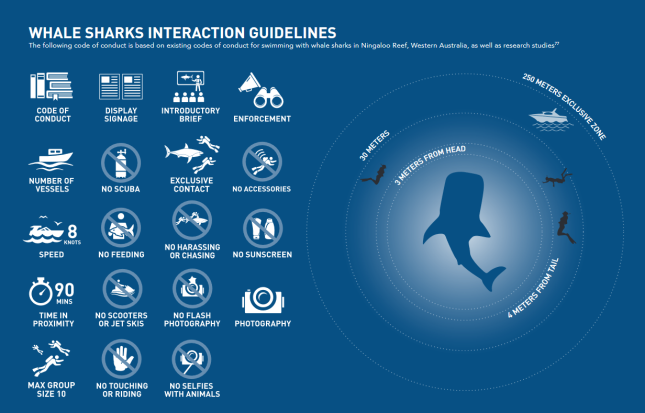 WHALE SHARKS INTERACTION GUIDELINES
The following code of conduct is based on existing codes of conduct for swimming with whale sharks in Ningaloo Reef, Western Australia, as well as research studies²⁷
CODE OF
CONDUCT
DISPLAY
SIGNAGE
INTRODUCTORY
BRIEF
ENFORCEMENT
NUMBER OF
VESSELS
NO SCUBA
EXCLUSIVE
CONTACT
NO ACCESSORIES
8
KNOTS
SPEED
NO FEEDING
NO HARASSING
OR CHASING
NO SUNSCREEN
90
MINS
TIME IN
PROXIMITY
NO SCOOTERS
OR JET SKIS
NO FLASH
PHOTOGRAPHY
PHOTOGRAPHY
MAX GROUP
SIZE 10
NO TOUCHING
OR RIDING
NO SELFIES
WITH ANIMALS
250 METERS EXCLUSIVE ZONE
30 METERS
3 METERS FROM HEAD
4 METERS FROM TAIL